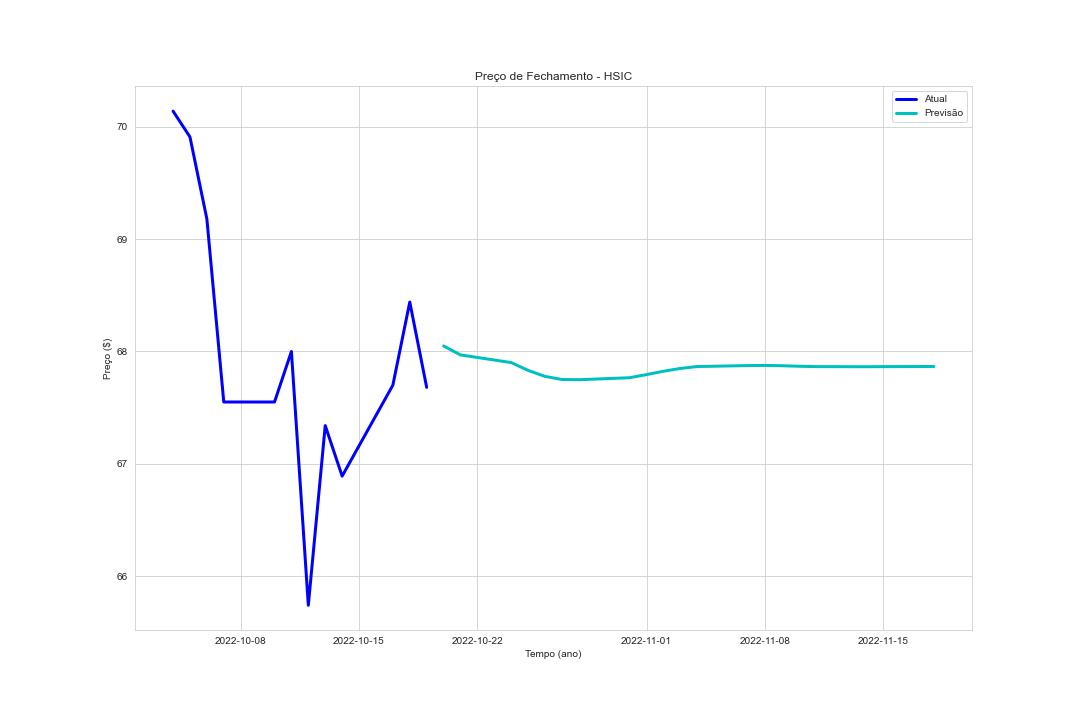 Preço de Fechamento - HSIC
Atual
Previsão
70
69
68
67
66
Preço ($)
2022-10-08
2022-10-15
2022-10-22
2022-11-01
2022-11-08
2022-11-15
Tempo (ano)